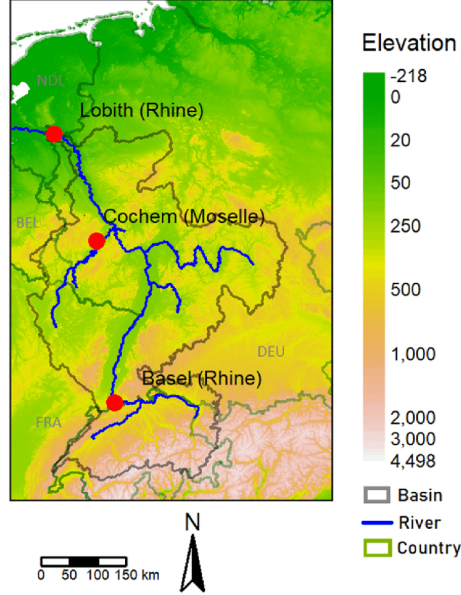 Elevation
-218
0
20
50
250
500
1,000
2,000
3,000
4,498
Basin
River
Country
NDL
Lobith (Rhine)
BEL
Cochem (Moselle)
DEU
Basel (Rhine)
FRA
N
0 50 100 150 km